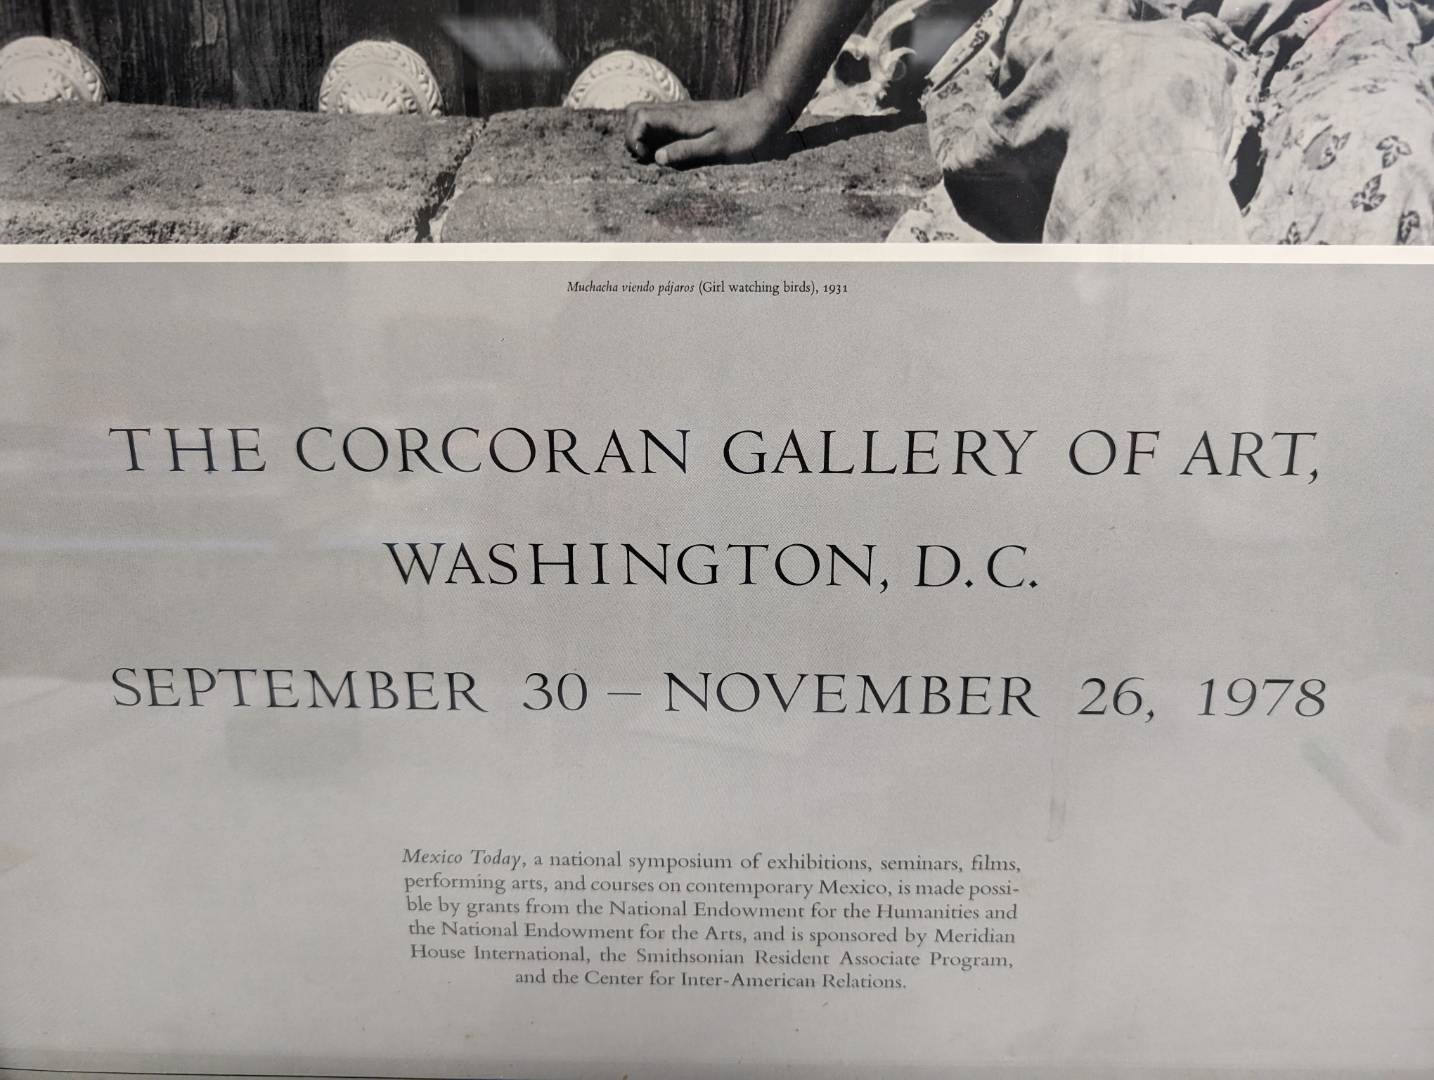 Muchacha viendo pájaros (Girl watching birds), 1931
THE CORCORAN GALLERY OF ART,
WASHINGTON, D.C.
SEPTEMBER 30 – NOVEMBER 26, 1978
Mexico Today, a national symposium of exhibitions, seminars, films,
performing arts, and courses on contemporary Mexico, is made possi-
ble by grants from the National Endowment for the Humanities and
the National Endowment for the Arts, and is sponsored by Meridian
House International, the Smithsonian Resident Associate Program,
and the Center for Inter-American Relations.